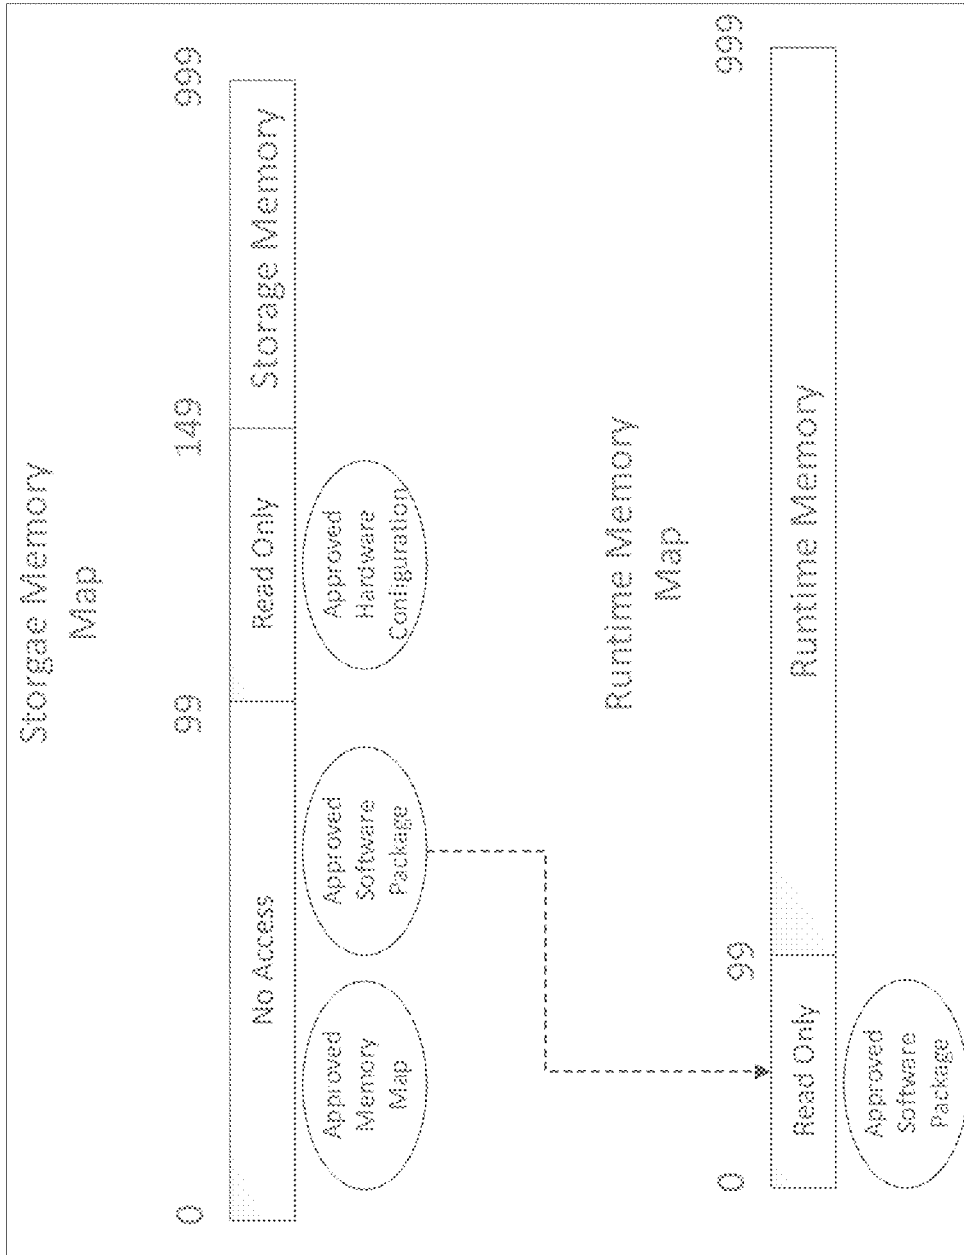 Storgae Memory
Map
0
99
149
999
No Access
Read Only
Storage Memory
Approved
Memory
Map
Approved
Software
Package
Approved
Hardware
Configuration
Runtime Memory
Map
0
99
999
Read Only
Runtime Memory
Approved
Software
Package